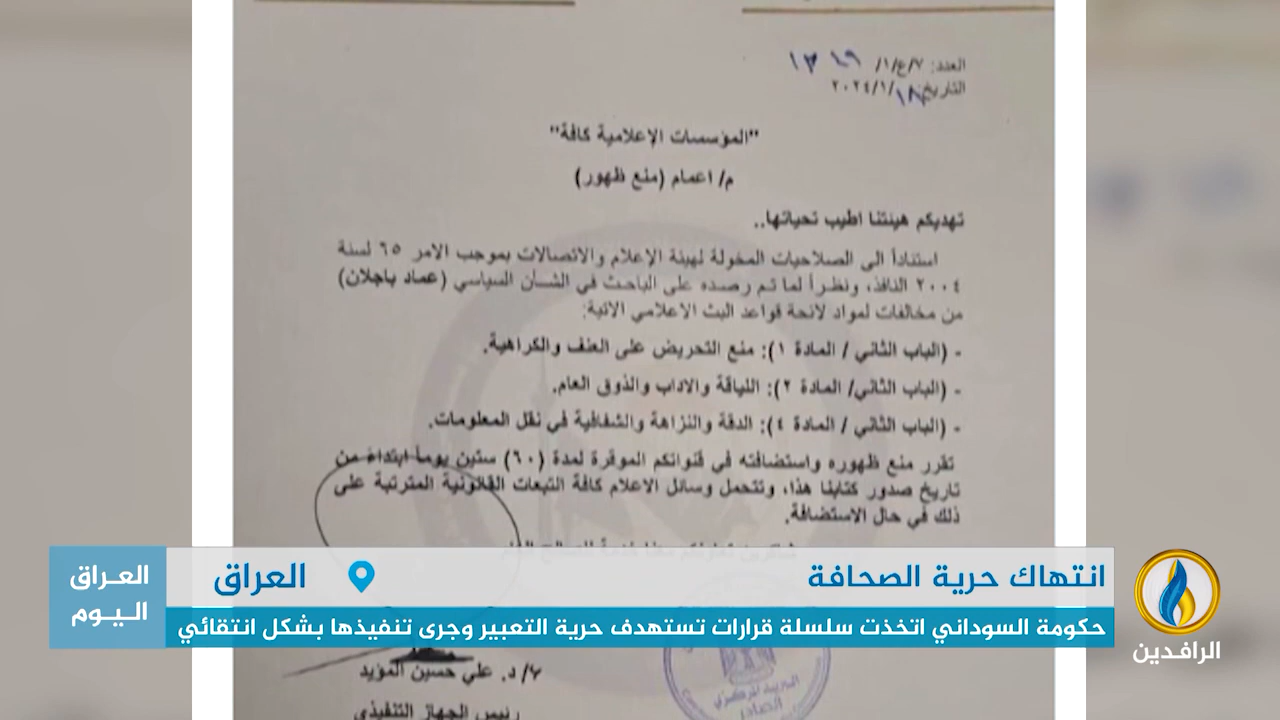 العدد: ٧/ع/١/ ١٣٤٩
التاريخ: ١٨/١/٢٠٢٤
"المؤسسات الإعلامية كافة"
م/ اعمام (منع ظهور)
تهديكم هيئتنا اطيب تحياتها..
استناداً الى الصلاحيات المخولة لهيئة الإعلام والاتصالات بموجب الامر ٦٥ لسنة
٢٠٠٤ النافذ، ونظراً لما تم رصده على الباحث في الشأن السياسي (عماد باجلان)
من مخالفات لمواد لائحة قواعد البث الاعلامي الاتية:
- (الباب الثاني / المادة ١): منع التحريض على العنف والكراهية.
- (الباب الثاني/ المادة ٢): اللياقة والاداب والذوق العام.
- (الباب الثاني / المادة ٤): الدقة والنزاهة والشفافية في نقل المعلومات.
تقرر منع ظهوره واستضافته في قنواتكم الموقرة لمدة (٦٠) ستين يوماً ابتداءً من
تاريخ صدور كتابنا هذا، وتتحمل وسائل الاعلام كافة التبعات القانونية المترتبة على
ذلك في حال الاستضافة.
انتهاك حرية الصحافة
العراق
العراق
اليوم
حكومة السوداني اتخذت سلسلة قرارات تستهدف حرية التعبير وجرى تنفيذها بشكل انتقائي
الرافدين
ع/ د. علي حسين المؤيد
رئيس الجهاز التنفيذي
البريد المركزي
الصادر